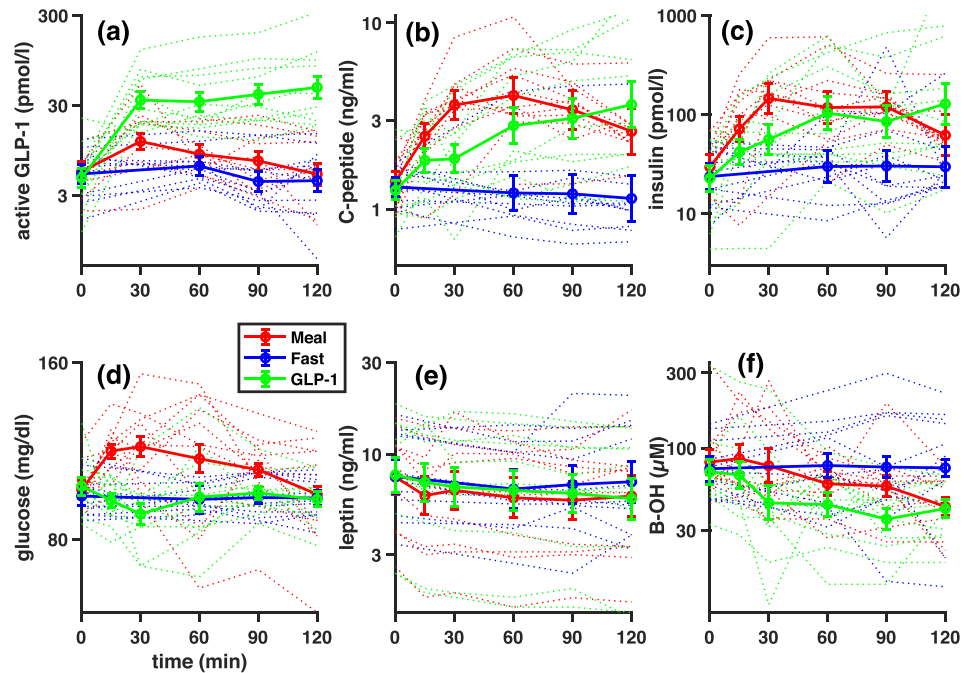 (a)
active GLP-1 (pmol/l)
300
30
3
0 30 60 90 120
(b)
C-peptide (ng/ml)
10
3
1
0 30 60 90 120
(c)
insulin (pmol/l)
1000
100
10
0 30 60 90 120
Meal
Fast
GLP-1
(d)
glucose (mg/dl)
160
80
0 30 60 90 120
time (min)
(e)
leptin (ng/ml)
30
10
3
0 30 60 90 120
(f)
B-OH (µM)
300
100
30
0 30 60 90 120